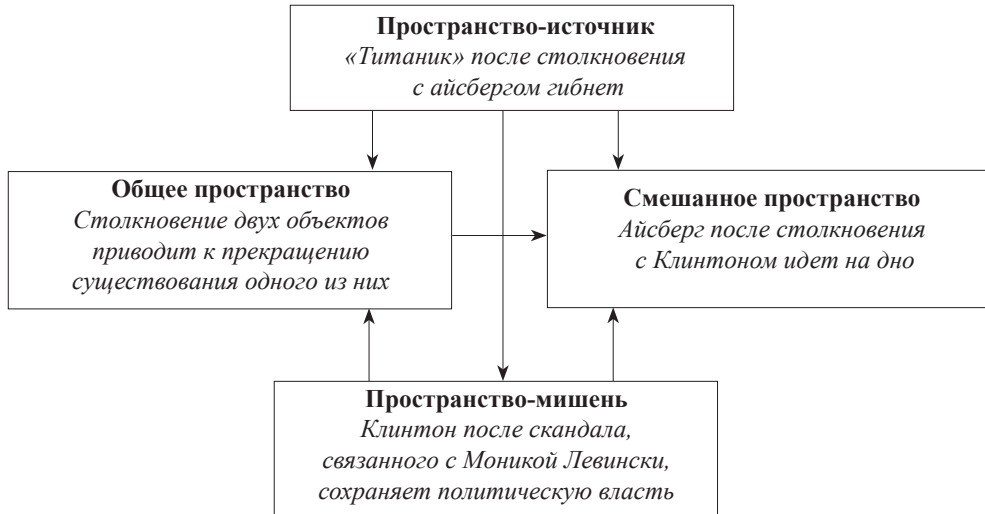 Пространство-источник
«Титаник» после столкновения
с айсбергом гибнет
Общее пространство
Столкновение двух объектов
приводит к прекращению
существования одного из них
Смешанное пространство
Айсберг после столкновения
с Клинтоном идет на дно
Пространство-мишень
Клинтон после скандала,
связанного с Моникой Левински,
сохраняет политическую власть